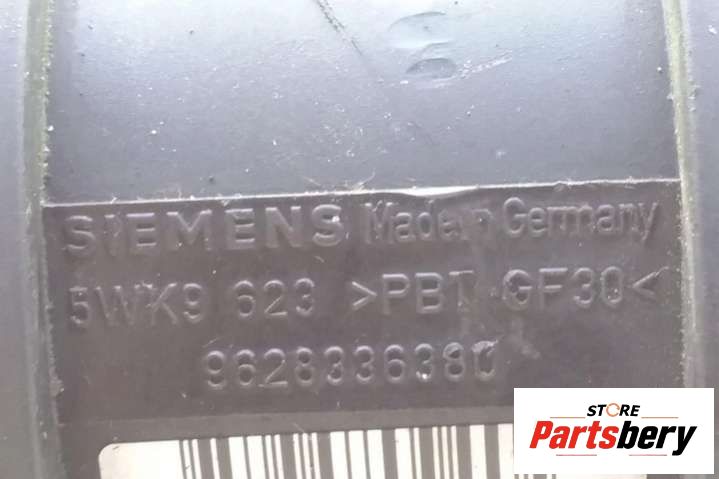 SIEMENS Made in Germany
5WK9 623 >PBT-GF30<
9628336380
STORE
Partsbery